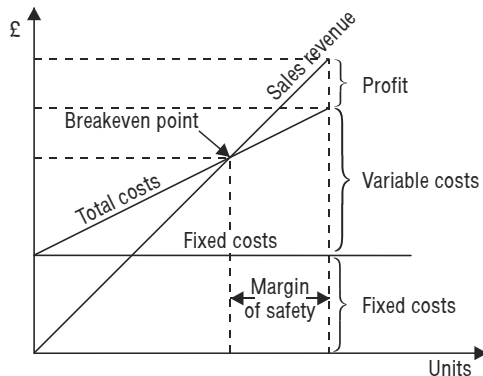 £
Sales revenue
Profit
Breakeven point
Total costs
Variable costs
Fixed costs
Margin
of safety
Fixed costs
Units